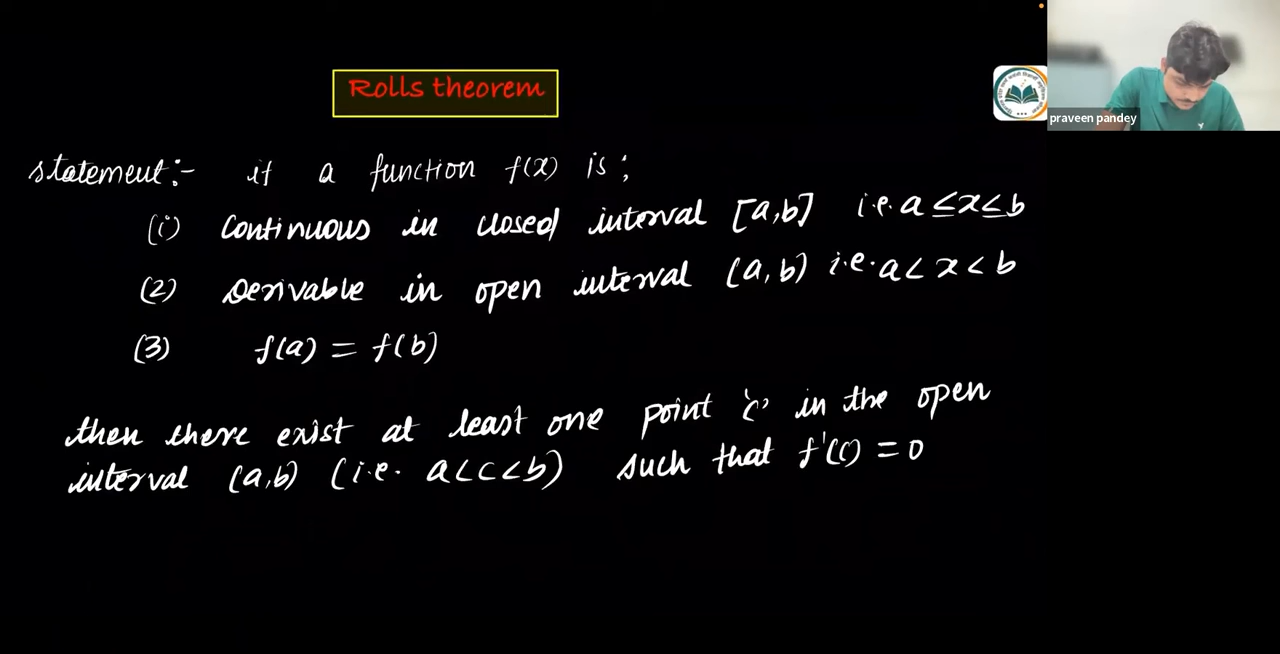 Rolls theorem
praveen pandey
statement:- if a function f(x) is;
(i) continuous in closed interval [a,b] i.e. a ≤ x ≤ b
(2) Derivable in open interval (a,b) i.e. a < x < b
(3) f(a) = f(b)
then there exist at least one point 'c' in the open
interval (a,b) (i.e. a<c<b) such that f'(c) = 0